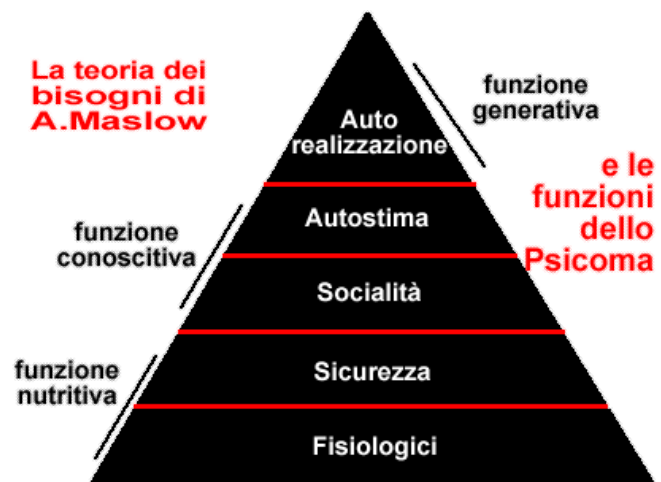 La teoria dei
bisogni di
A.Maslow
funzione
generativa
Auto
realizzazione
e le
funzioni
dello
Psicoma
funzione
conoscitiva
Autostima
Socialità
funzione
nutritiva
Sicurezza
Fisiologici